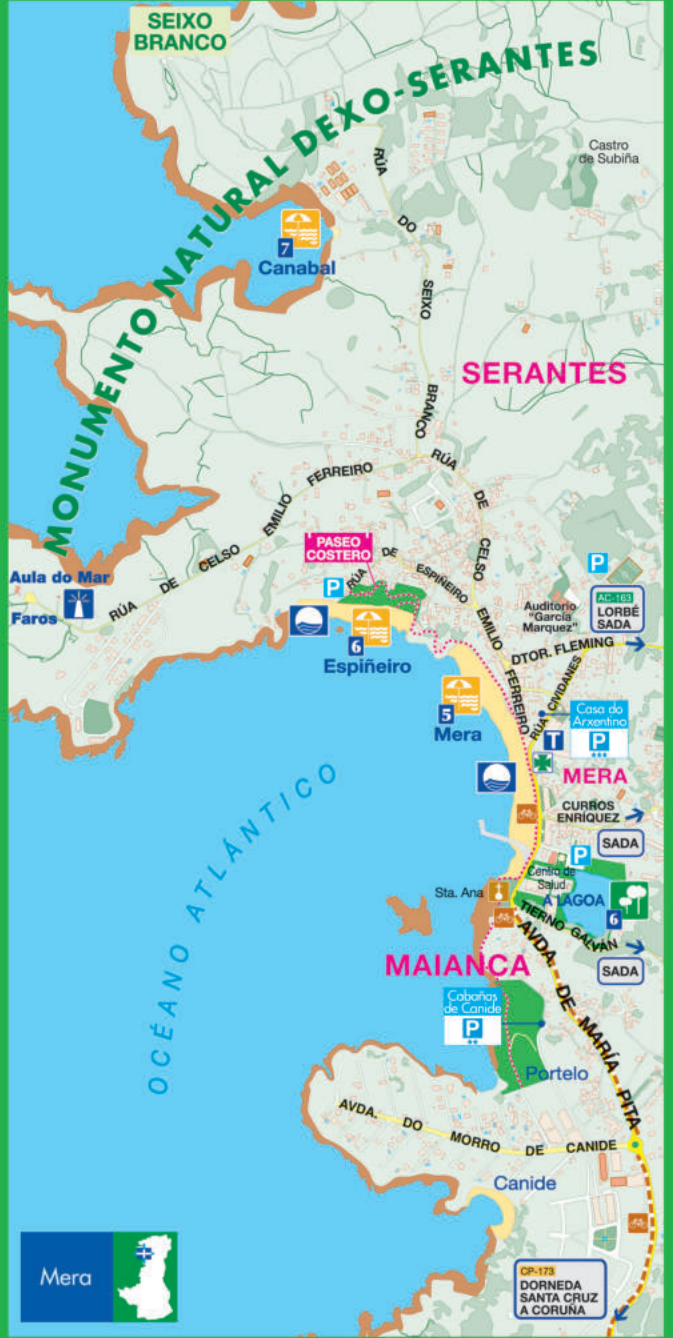 SEIXO
BRANCO
MONUMENTO NATURAL DEXO-SERANTES
Castro
de Subiña
RÚA DO SEIXO BRANCO
7
Canabal
SERANTES
RÚA DE CELSO EMILIO FERREIRO
RÚA DE CELSO EMILIO FERREIRO
PASEO
COSTERO
RÚA DE ESPIÑEIRO
P
P
Aula do Mar
Faros
Auditorio
"García
Marquez"
AC-163
LORBÉ
SADA
DTOR. FLEMING
6
Espiñeiro
RÚA CIVIDANES
5
Mera
Casa do
Arxentino
P
***
T
MERA
CURROS
ENRÍQUEZ
SADA
P
OCÉANO ATLÁNTICO
Centro de
Salud
A LAGOA
6
Sta. Ana
TIERNO GALVÁN
SADA
MAIANCA
AVDA DE MARÍA PITA
Cabañas
de Canide
P
**
Portelo
AVDA. DO MORRO DE CANIDE
Canide
Mera
CP-173
DORNEDA
SANTA CRUZ
A CORUÑA